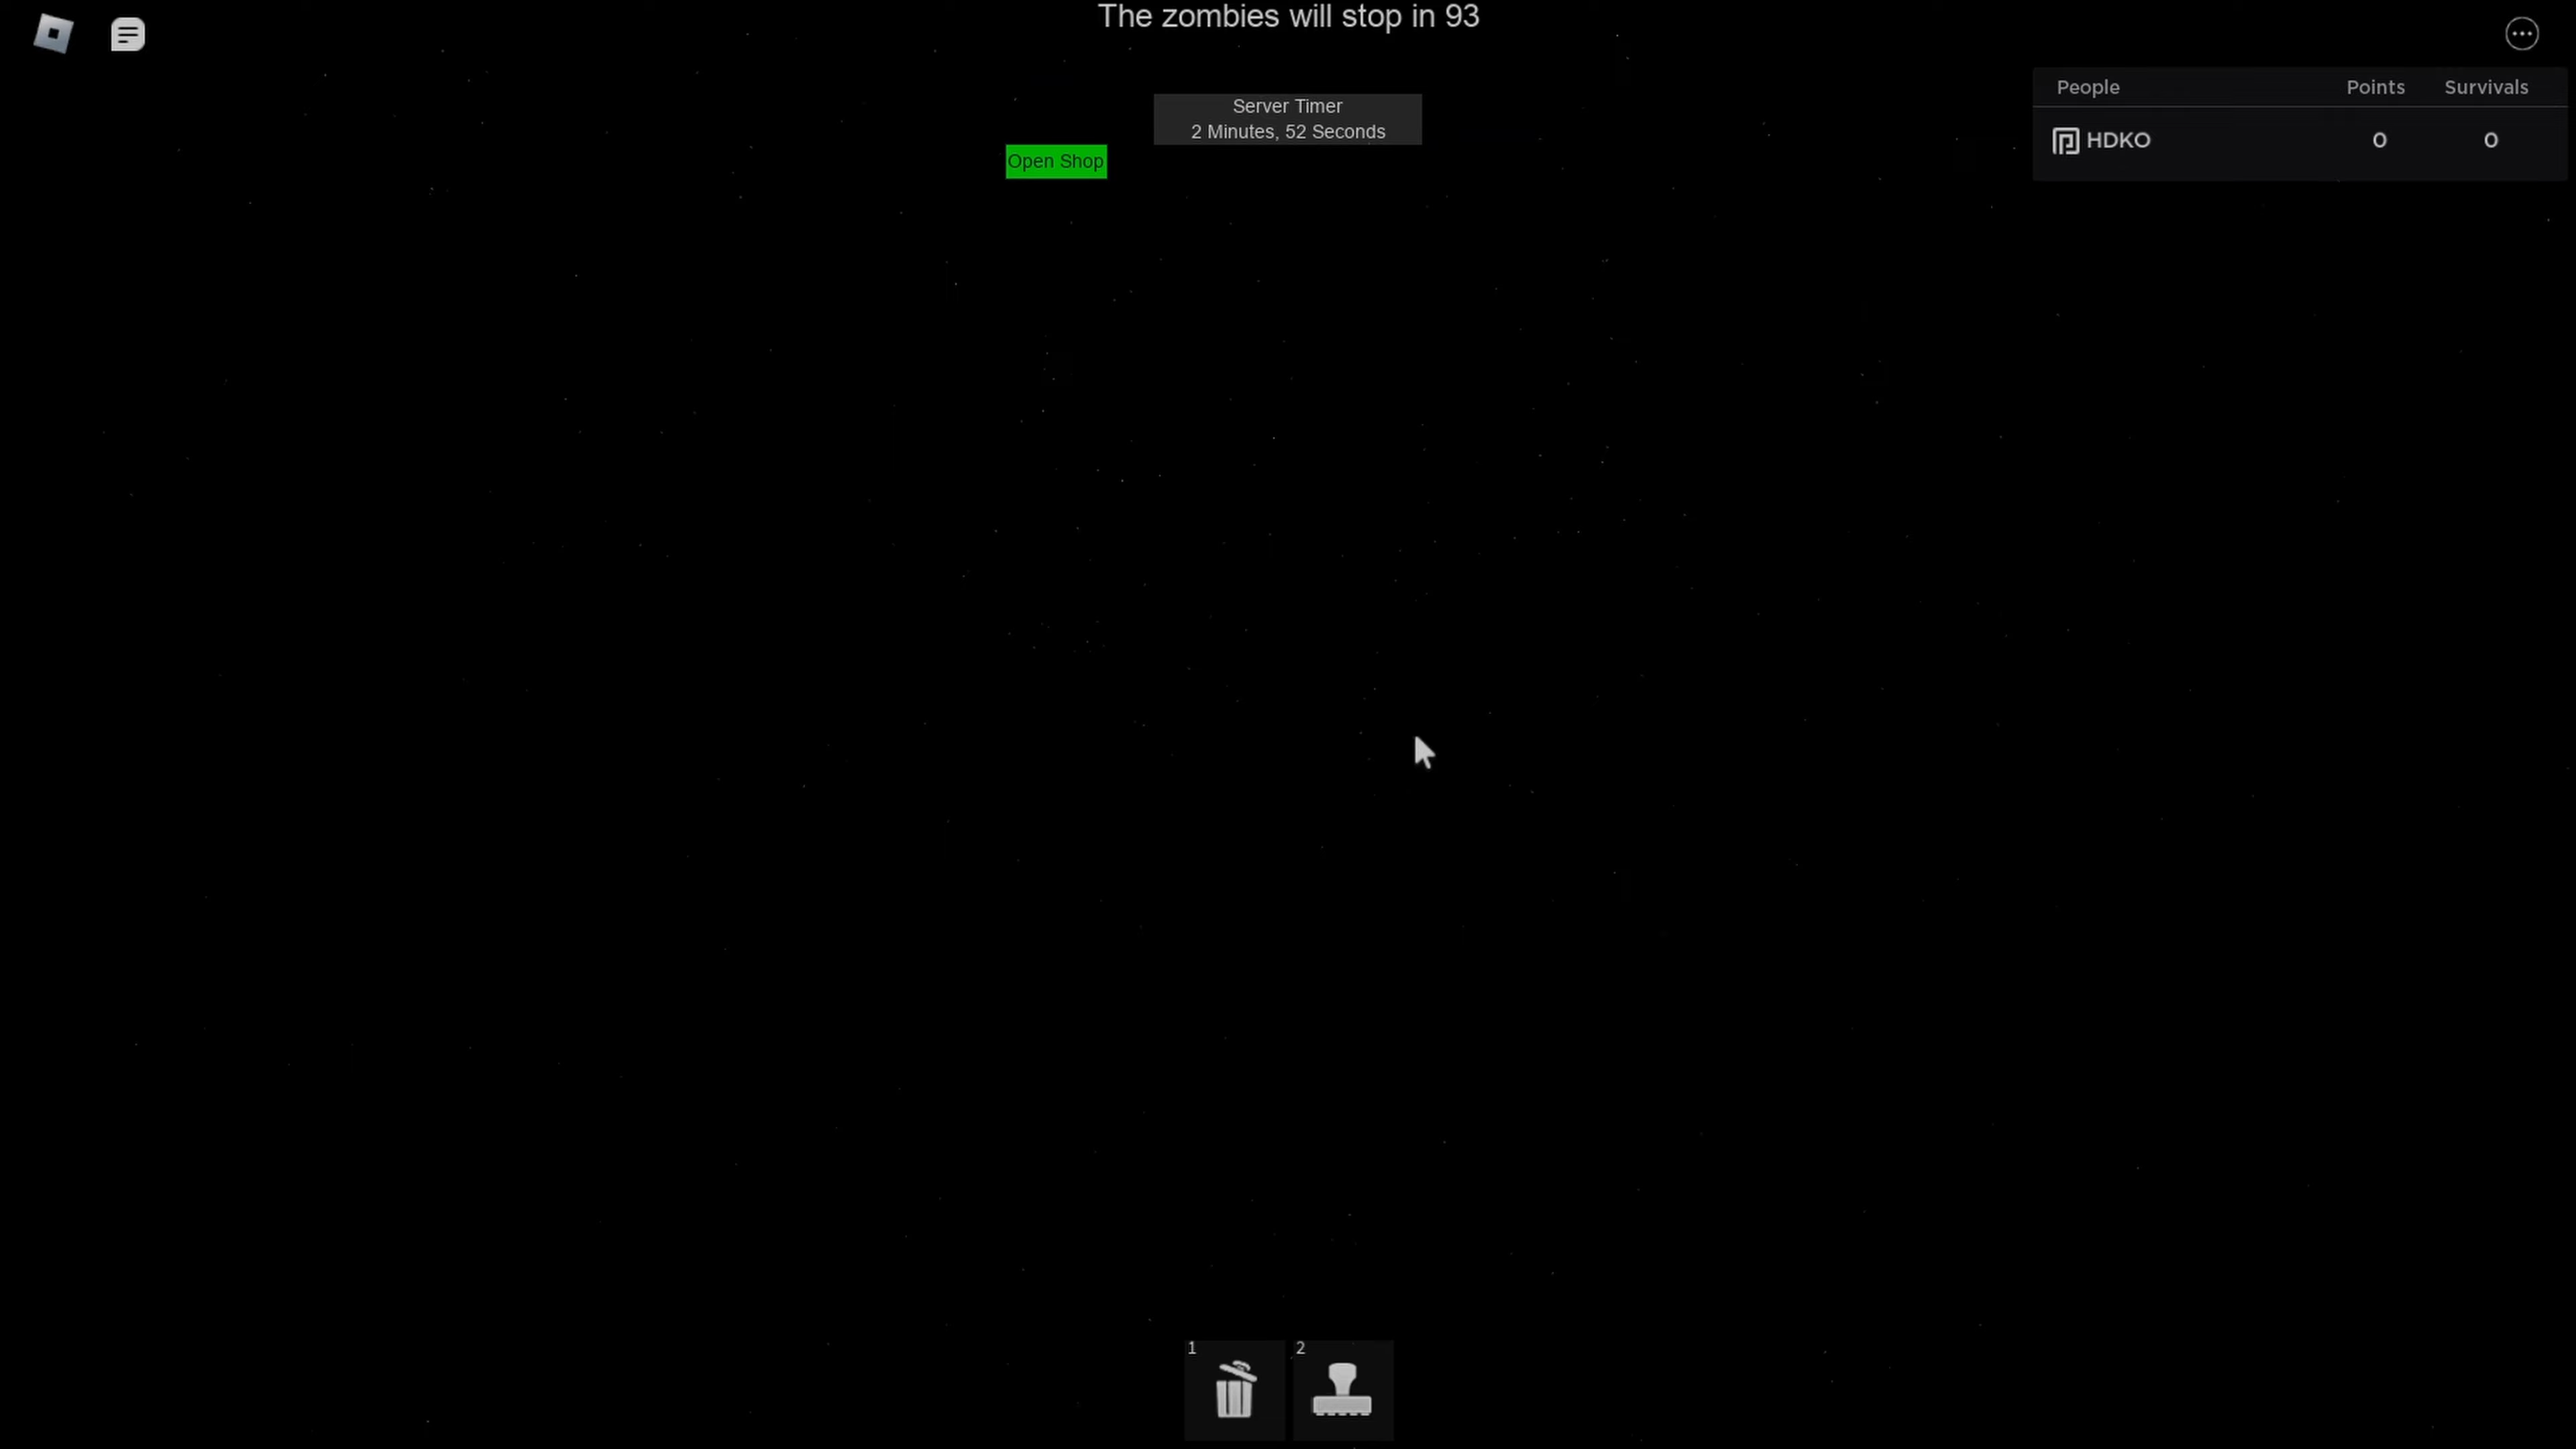 The zombies will stop in 93
Server Timer
2 Minutes, 52 Seconds
Open Shop
People Points Survivals
HDKO 0 0
1 2